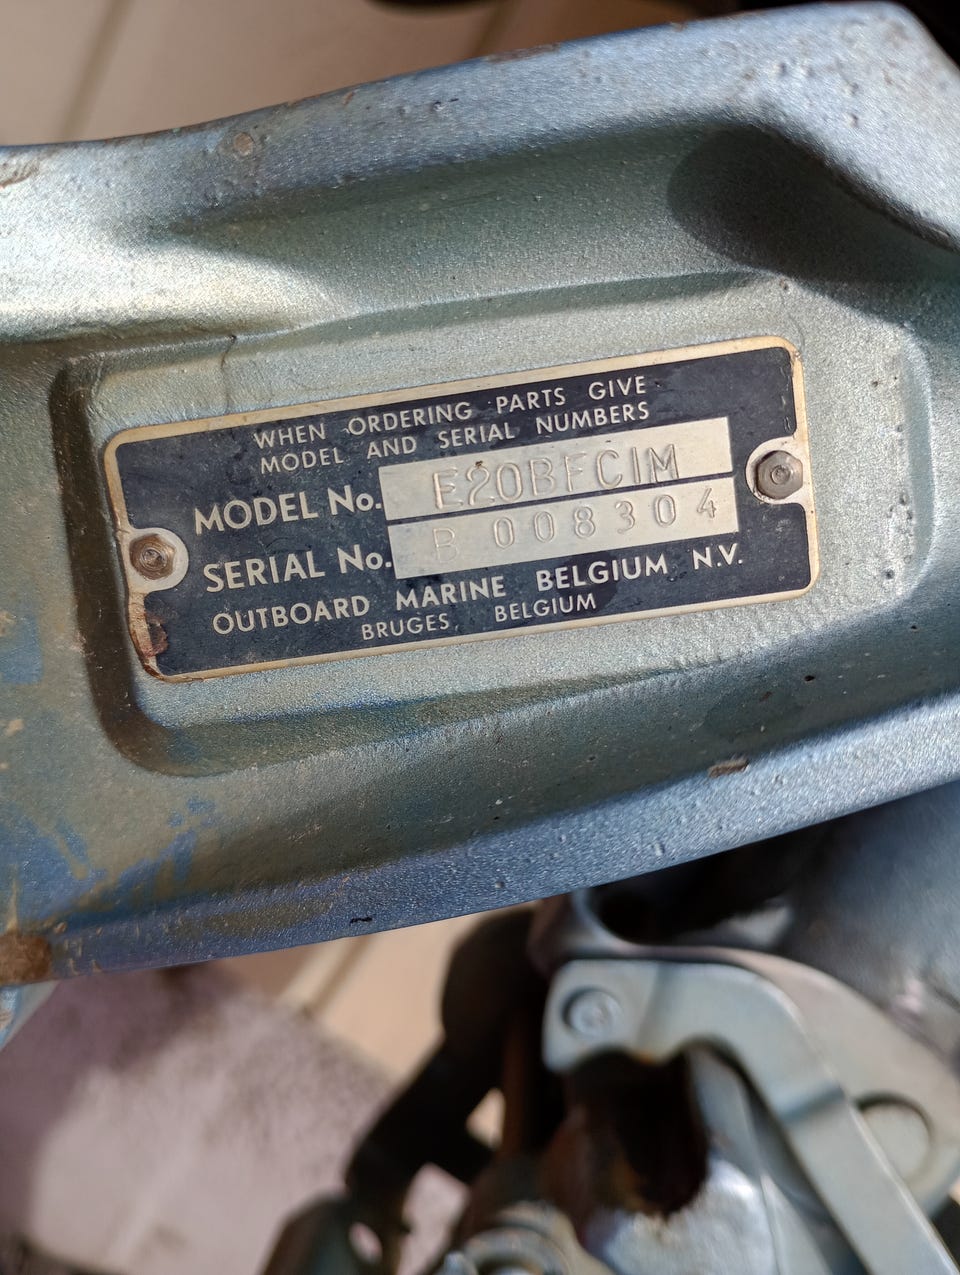 WHEN ORDERING PARTS GIVE
MODEL AND SERIAL NUMBERS
MODEL No. E20BFCIM
SERIAL No. B 008304
OUTBOARD MARINE BELGIUM N.V.
BRUGES, BELGIUM